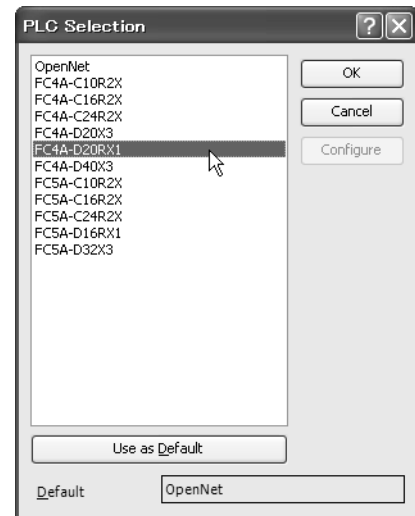 PLC Selection
OpenNet
FC4A-C10R2X
FC4A-C16R2X
FC4A-C24R2X
FC4A-D20X3
FC4A-D20RX1
FC4A-D40X3
FC5A-C10R2X
FC5A-C16R2X
FC5A-C24R2X
FC5A-D16RX1
FC5A-D32X3
OK
Cancel
Configure
Use as Default
Default OpenNet